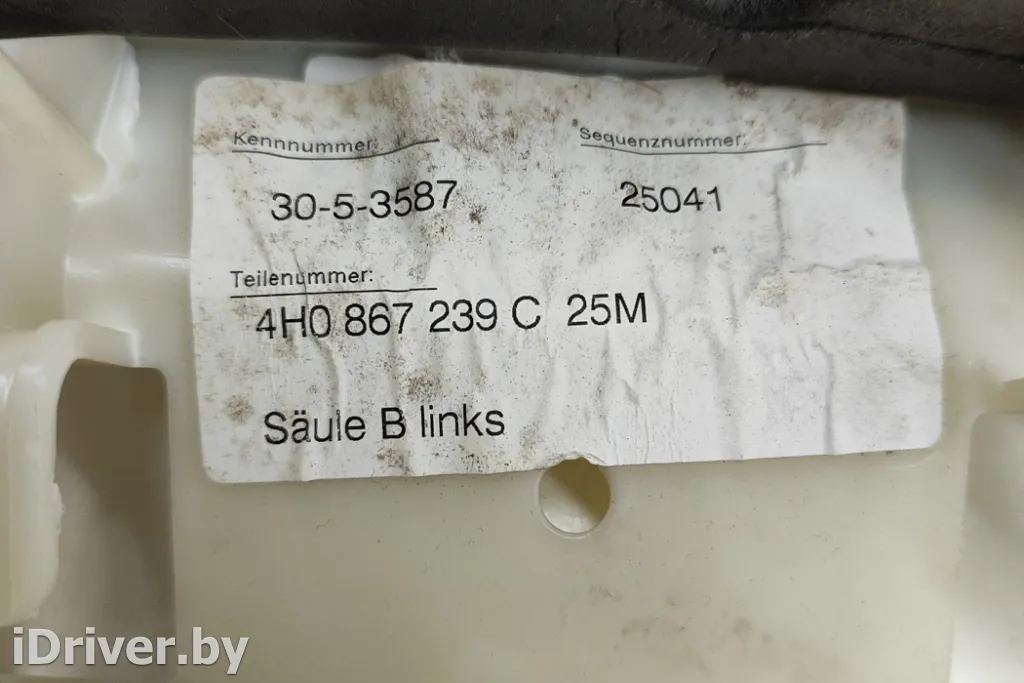 Kennnummer: Sequenznummer:
30-5-3587 25041
Teilenummer:
4H0 867 239 C 25M
Säule B links
iDriver.by